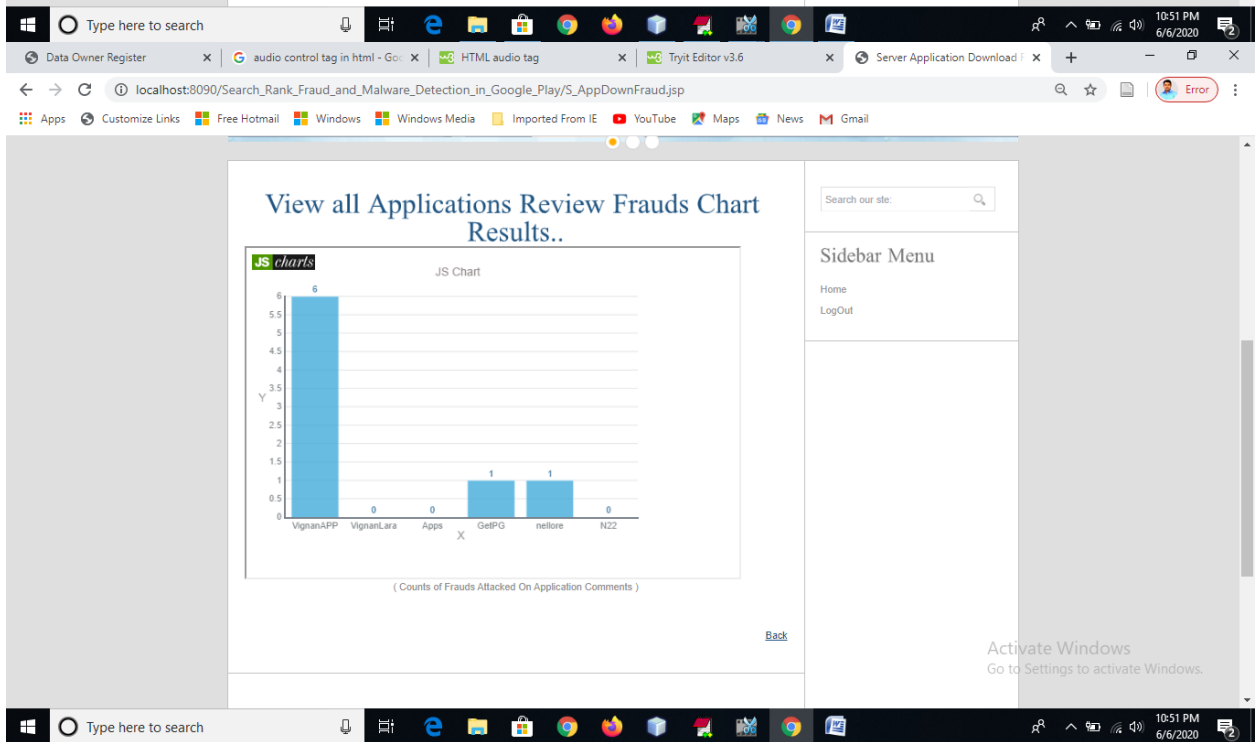 Type here to search
10:51 PM
6/6/2020
2
Data Owner Register
audio control tag in html - Goo
HTML audio tag
Tryit Editor v3.6
Server Application Download F
localhost:8090/Search_Rank_Fraud_and_Malware_Detection_in_Google_Play/S_AppDownFraud.jsp
Error
Apps Customize Links Free Hotmail Windows Windows Media Imported From IE YouTube Maps News Gmail
View all Applications Review Frauds Chart
Results..
JS charts
JS Chart
6
5.5
5
4.5
4
3.5
3
2.5
2
1.5
1
0.5
0
Y
6 0 0 1 1 0
VignanAPP VignanLara Apps GetPG nellore N22
X
( Counts of Frauds Attacked On Application Comments )
Back
Search our ste:
Sidebar Menu
Home
LogOut
Activate Windows
Go to Settings to activate Windows.
Type here to search
10:51 PM
6/6/2020
2